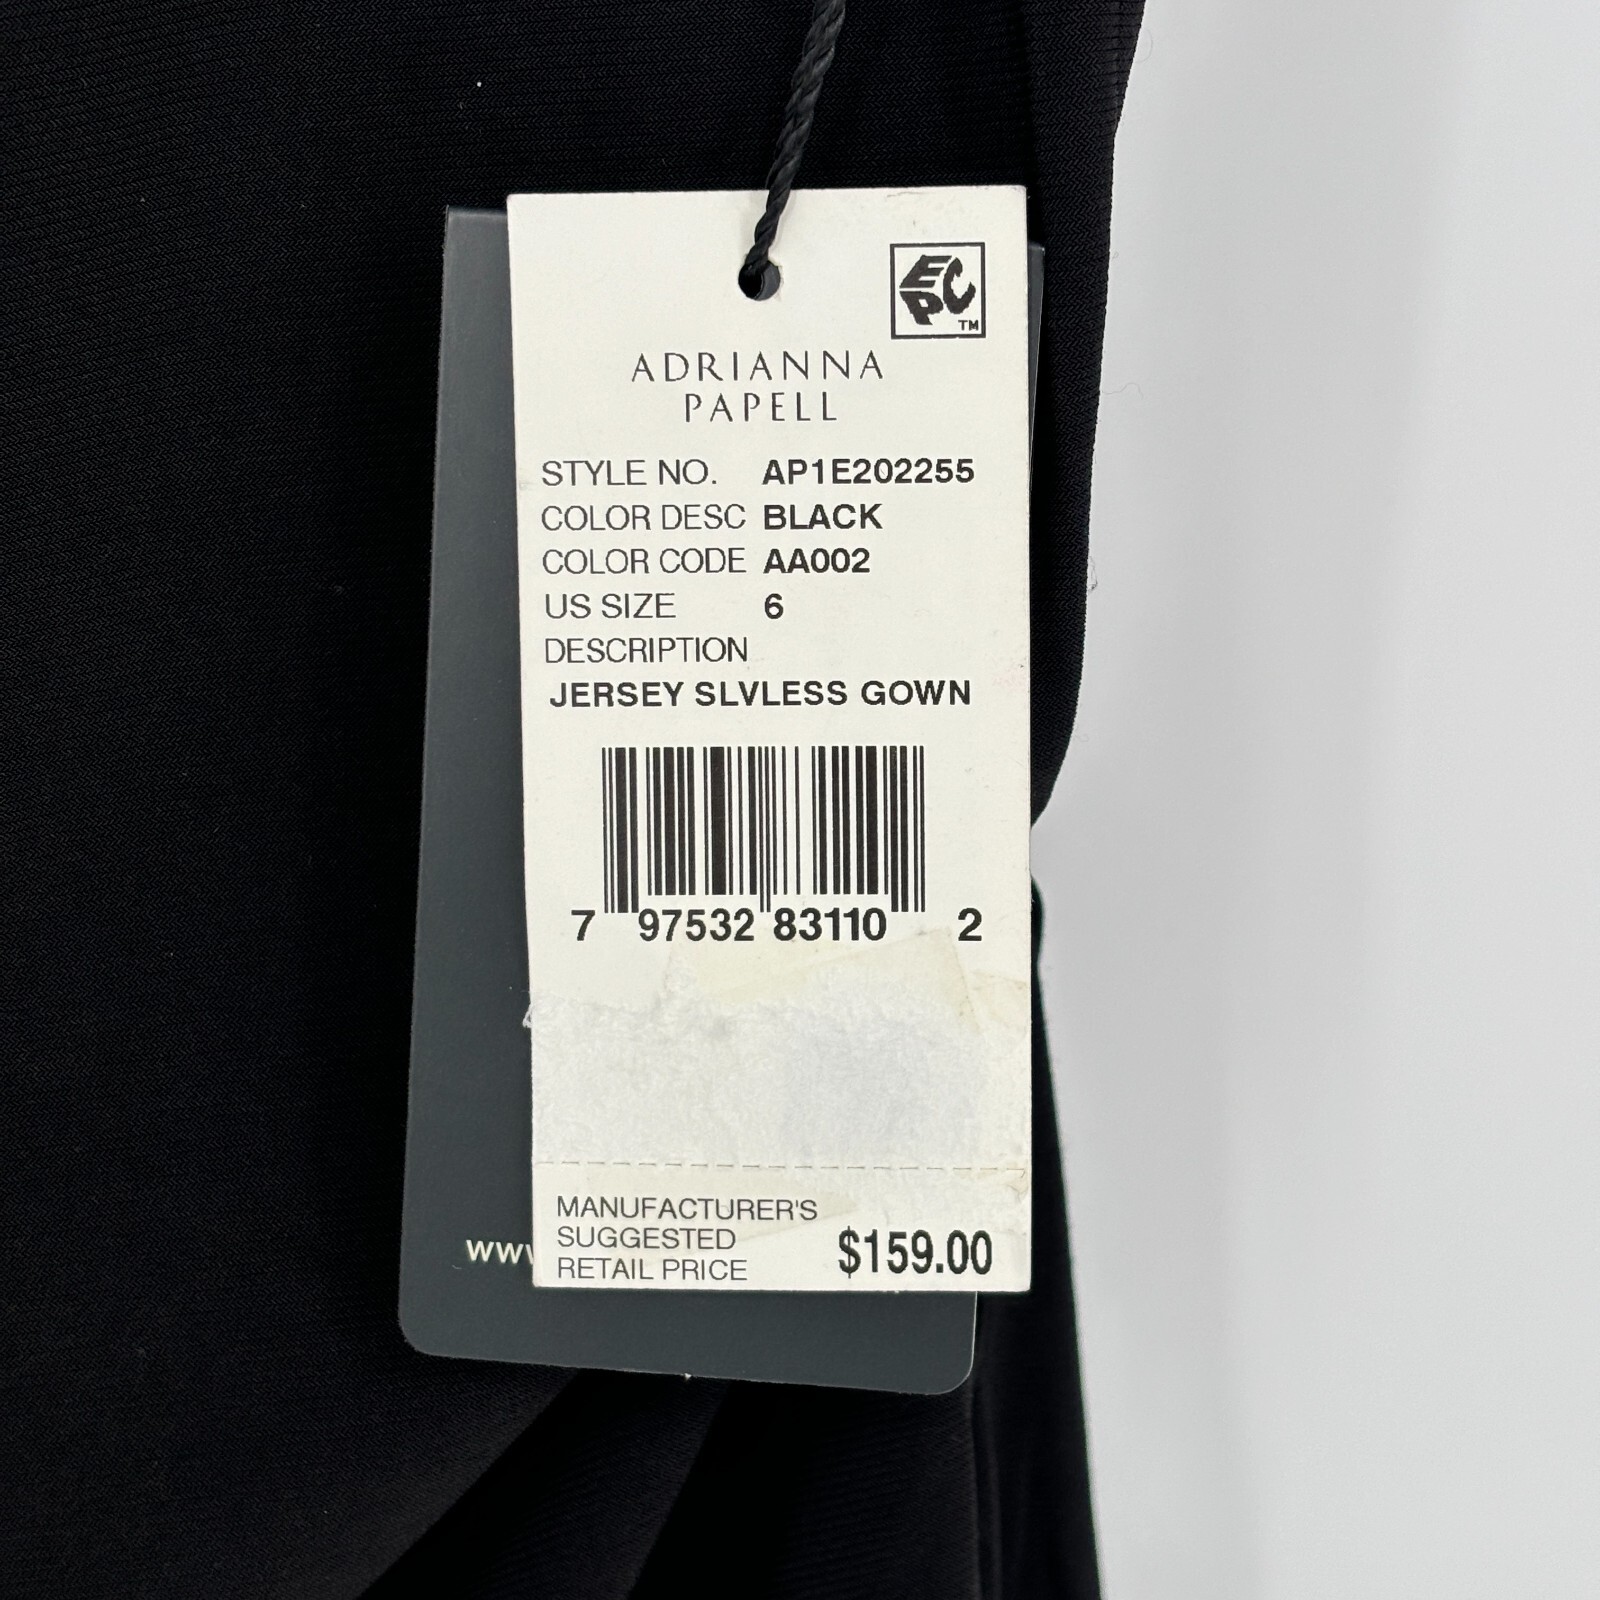 EPC
TM
ADRIANNA
PAPELL
STYLE NO. AP1E202255
COLOR DESC BLACK
COLOR CODE AA002
US SIZE 6
DESCRIPTION
JERSEY SLVLESS GOWN
7 97532 83110 2
MANUFACTURER'S
SUGGESTED
RETAIL PRICE $159.00
www